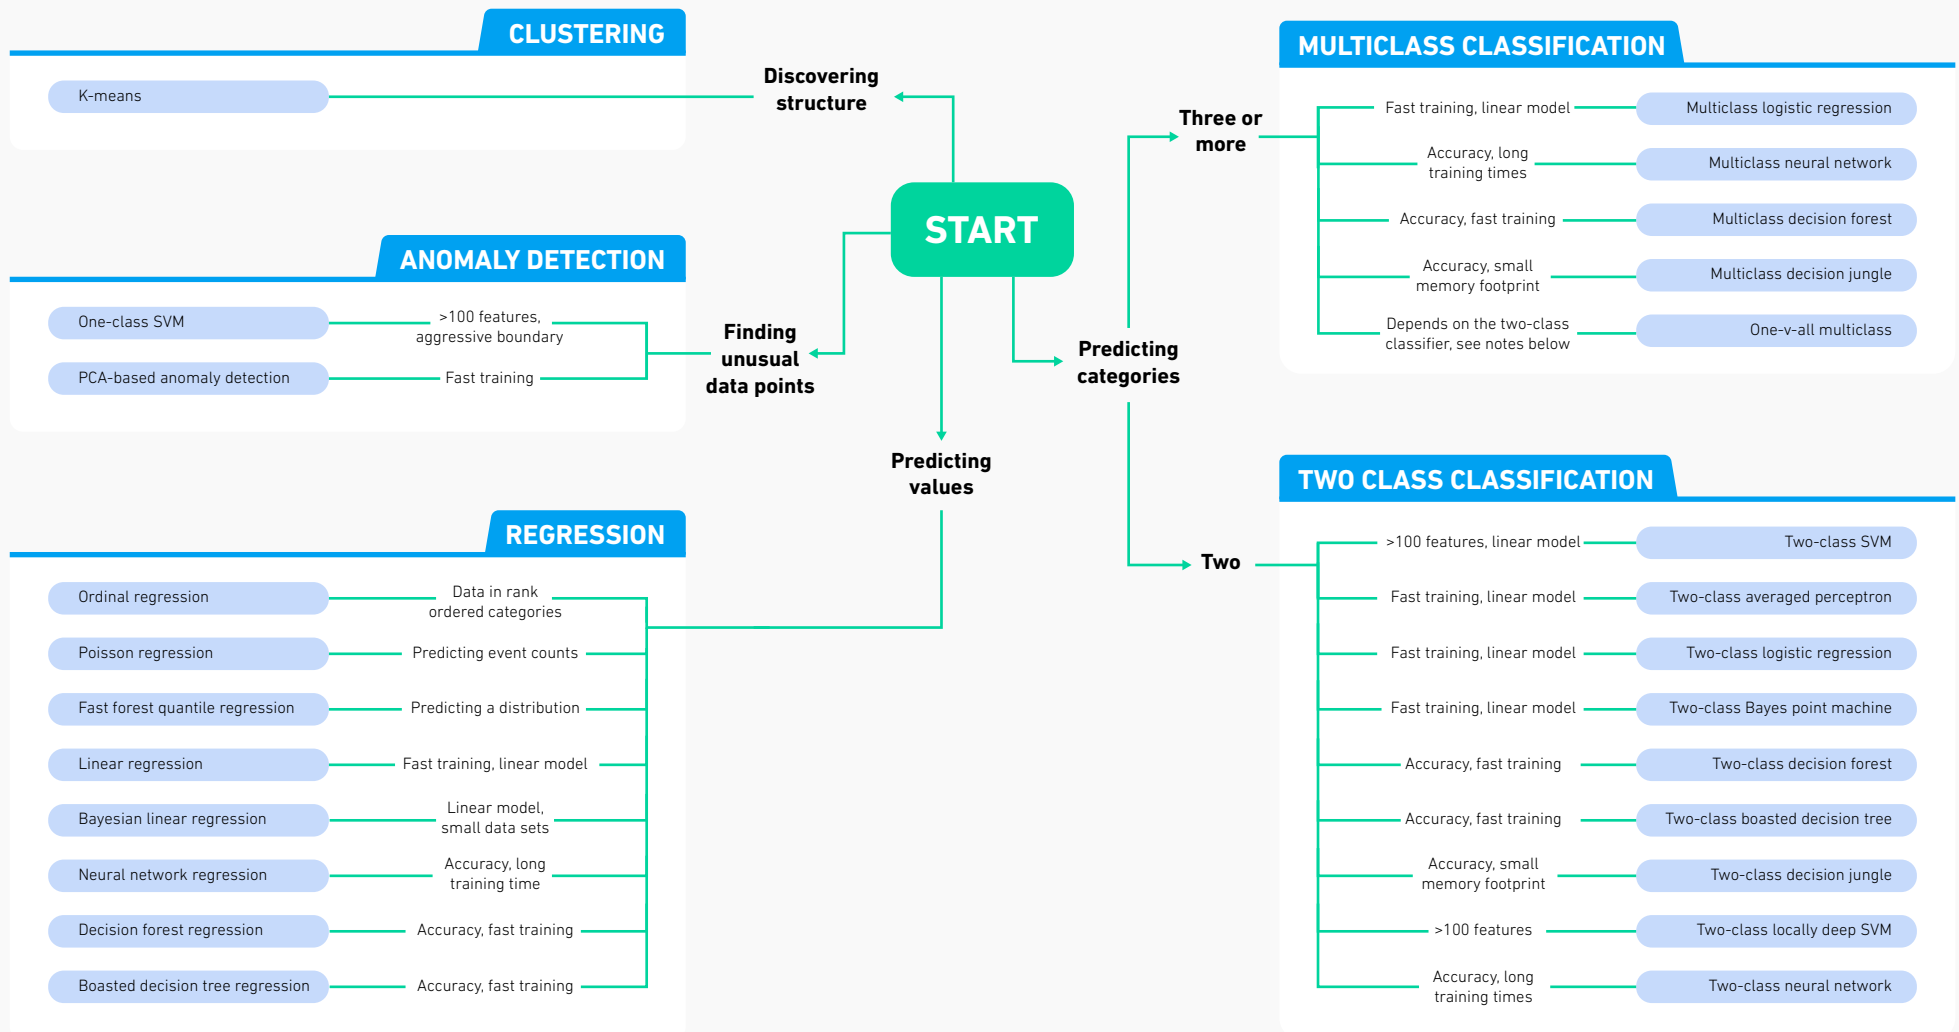 CLUSTERING
K-means
Discovering
structure
START
ANOMALY DETECTION
One-class SVM
>100 features,
aggressive boundary
PCA-based anomaly detection
Fast training
Finding
unusual
data points
Predicting
values
REGRESSION
Ordinal regression
Data in rank
ordered categories
Poisson regression
Predicting event counts
Fast forest quantile regression
Predicting a distribution
Linear regression
Fast training, linear model
Bayesian linear regression
Linear model,
small data sets
Neural network regression
Accuracy, long
training time
Decision forest regression
Accuracy, fast training
Boasted decision tree regression
Accuracy, fast training
Predicting
categories
Three or
more
MULTICLASS CLASSIFICATION
Fast training, linear model
Multiclass logistic regression
Accuracy, long
training times
Multiclass neural network
Accuracy, fast training
Multiclass decision forest
Accuracy, small
memory footprint
Multiclass decision jungle
Depends on the two-class
classifier, see notes below
One-v-all multiclass
Two
TWO CLASS CLASSIFICATION
>100 features, linear model
Two-class SVM
Fast training, linear model
Two-class averaged perceptron
Fast training, linear model
Two-class logistic regression
Fast training, linear model
Two-class Bayes point machine
Accuracy, fast training
Two-class decision forest
Accuracy, fast training
Two-class boasted decision tree
Accuracy, small
memory footprint
Two-class decision jungle
>100 features
Two-class locally deep SVM
Accuracy, long
training times
Two-class neural network